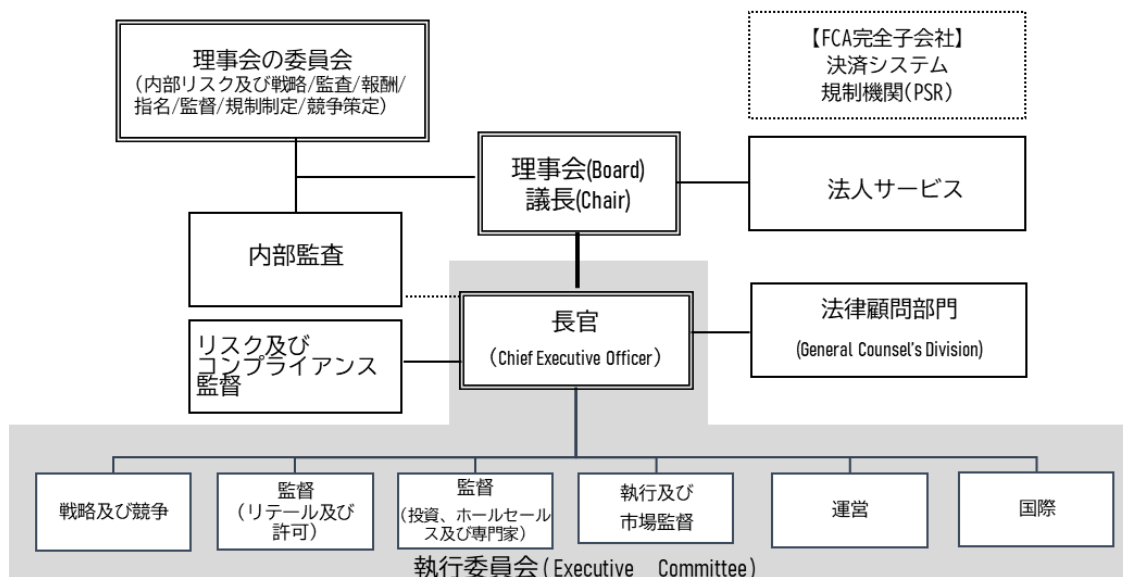 理事会の委員会
（内部リスク及び戦略/監査/報酬/
指名/監督/規制制定/競争策定）
【FCA完全子会社】
決済システム
規制機関(PSR)
理事会(Board)
議長(Chair)
法人サービス
内部監査
長官
（Chief Executive Officer）
法律顧問部門
(General Counsel's Division)
リスク及び
コンプライアンス
監督
戦略及び競争
監督
（リテール及び
許可）
監督
（投資、ホールセール
ス及び専門家）
執行及び
市場監督
運営
国際
執行委員会(Executive Committee)